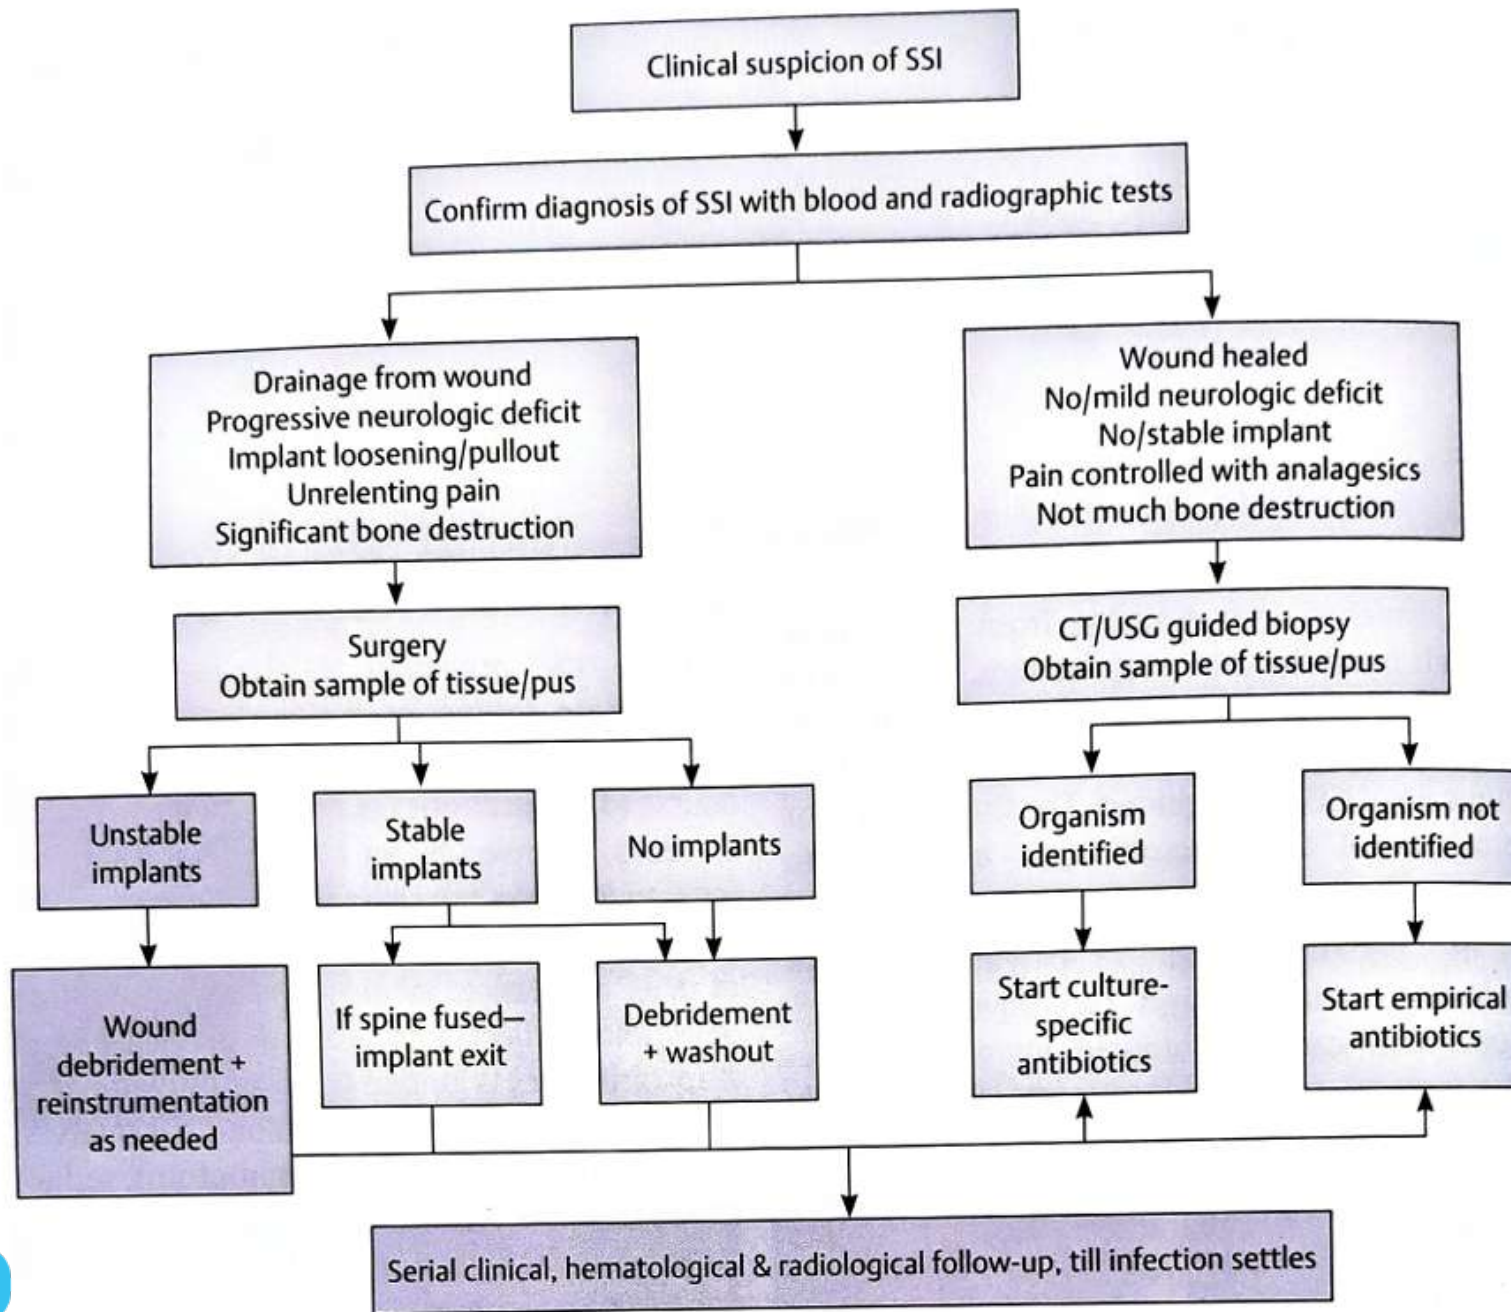 Clinical suspicion of SSI
Confirm diagnosis of SSI with blood and radiographic tests
Drainage from wound
Progressive neurologic deficit
Implant loosening/pullout
Unrelenting pain
Significant bone destruction
Wound healed
No/mild neurologic deficit
No/stable implant
Pain controlled with analagesics
Not much bone destruction
Surgery
Obtain sample of tissue/pus
CT/USG guided biopsy
Obtain sample of tissue/pus
Unstable
implants
Stable
implants
No implants
Organism
identified
Organism not
identified
Wound
debridement +
reinstrumentation
as needed
If spine fused—
implant exit
Debridement
+ washout
Start culture-
specific
antibiotics
Start empirical
antibiotics
Serial clinical, hematological & radiological follow-up, till infection settles